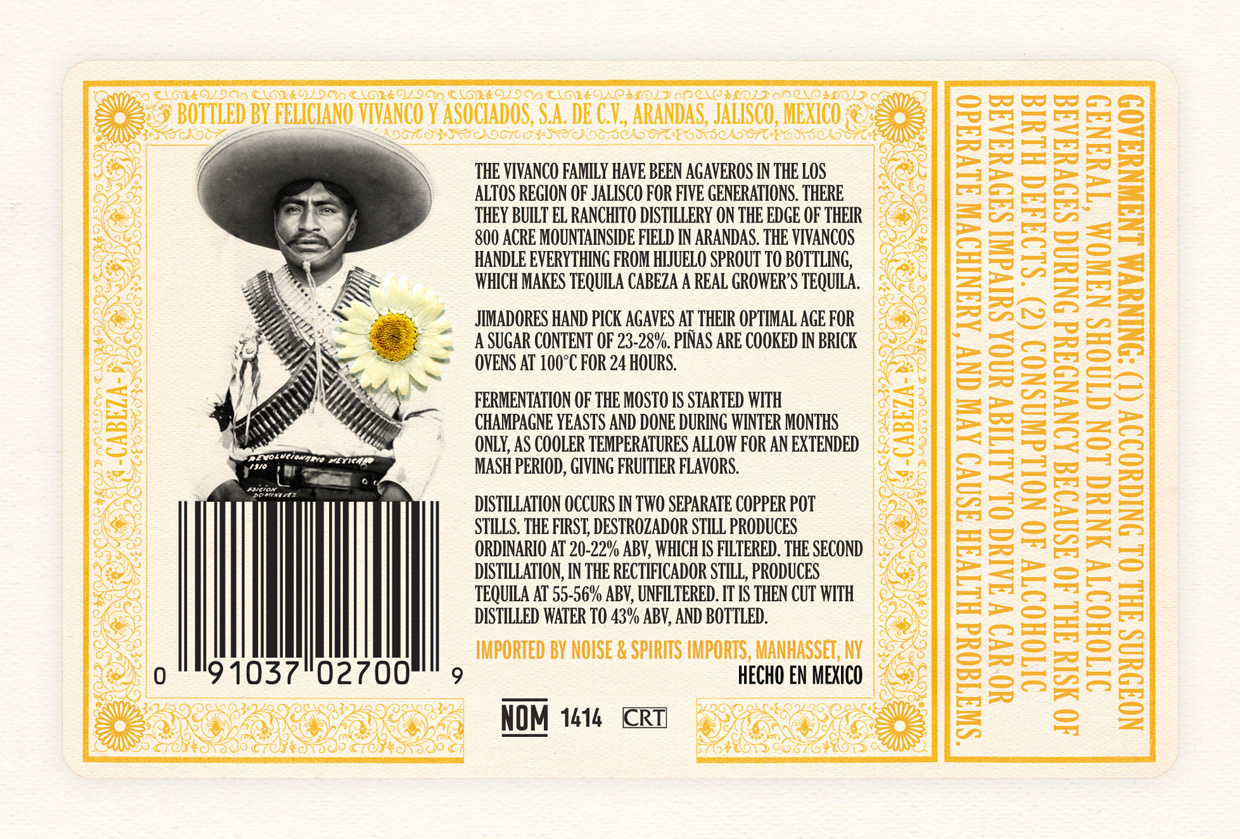 BOTTLED BY FELICIANO VIVANCO Y ASOCIADOS, S.A. DE C.V., ARANDAS, JALISCO, MEXICO
-CABEZA-
REVOLUCIONARIO MEXICANO
1910
EDICION
DOMINGUEZ
0 91037 02700 9
THE VIVANCO FAMILY HAVE BEEN AGAVEROS IN THE LOS
ALTOS REGION OF JALISCO FOR FIVE GENERATIONS. THERE
THEY BUILT EL RANCHITO DISTILLERY ON THE EDGE OF THEIR
800 ACRE MOUNTAINSIDE FIELD IN ARANDAS. THE VIVANCOS
HANDLE EVERYTHING FROM HIJUELO SPROUT TO BOTTLING,
WHICH MAKES TEQUILA CABEZA A REAL GROWER'S TEQUILA.
JIMADORES HAND PICK AGAVES AT THEIR OPTIMAL AGE FOR
A SUGAR CONTENT OF 23-28%. PIÑAS ARE COOKED IN BRICK
OVENS AT 100°C FOR 24 HOURS.
FERMENTATION OF THE MOSTO IS STARTED WITH
CHAMPAGNE YEASTS AND DONE DURING WINTER MONTHS
ONLY, AS COOLER TEMPERATURES ALLOW FOR AN EXTENDED
MASH PERIOD, GIVING FRUITIER FLAVORS.
DISTILLATION OCCURS IN TWO SEPARATE COPPER POT
STILLS. THE FIRST, DESTROZADOR STILL PRODUCES
ORDINARIO AT 20-22% ABV, WHICH IS FILTERED. THE SECOND
DISTILLATION, IN THE RECTIFICADOR STILL, PRODUCES
TEQUILA AT 55-56% ABV, UNFILTERED. IT IS THEN CUT WITH
DISTILLED WATER TO 43% ABV, AND BOTTLED.
IMPORTED BY NOISE & SPIRITS IMPORTS, MANHASSET, NY
HECHO EN MEXICO
NOM 1414 CRT
-CABEZA-
GOVERNMENT WARNING: (1) ACCORDING TO THE SURGEON
GENERAL, WOMEN SHOULD NOT DRINK ALCOHOLIC
BEVERAGES DURING PREGNANCY BECAUSE OF THE RISK OF
BIRTH DEFECTS. (2) CONSUMPTION OF ALCOHOLIC
BEVERAGES IMPAIRS YOUR ABILITY TO DRIVE A CAR OR
OPERATE MACHINERY, AND MAY CAUSE HEALTH PROBLEMS.